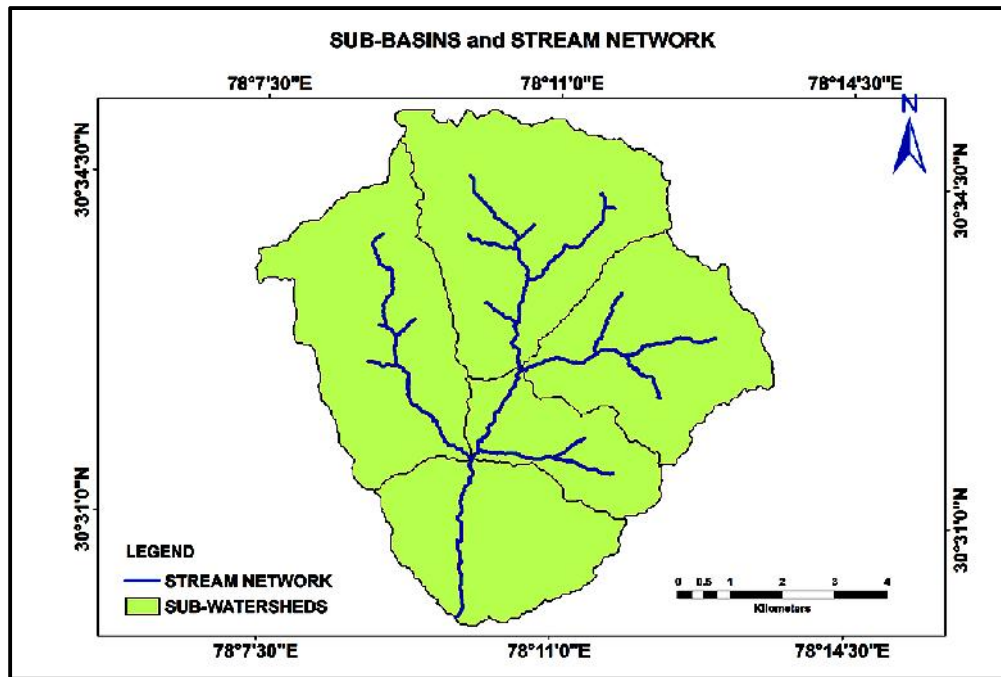 SUB-BASINS and STREAM NETWORK
78°7'30"E 78°11'0"E 78°14'30"E
N
30°34'30"N 30°34'30"N
30°31'0"N 30°31'0"N
LEGEND
STREAM NETWORK
SUB-WATERSHEDS
0 0.5 1 2 3 4
Kilometers
78°7'30"E 78°11'0"E 78°14'30"E